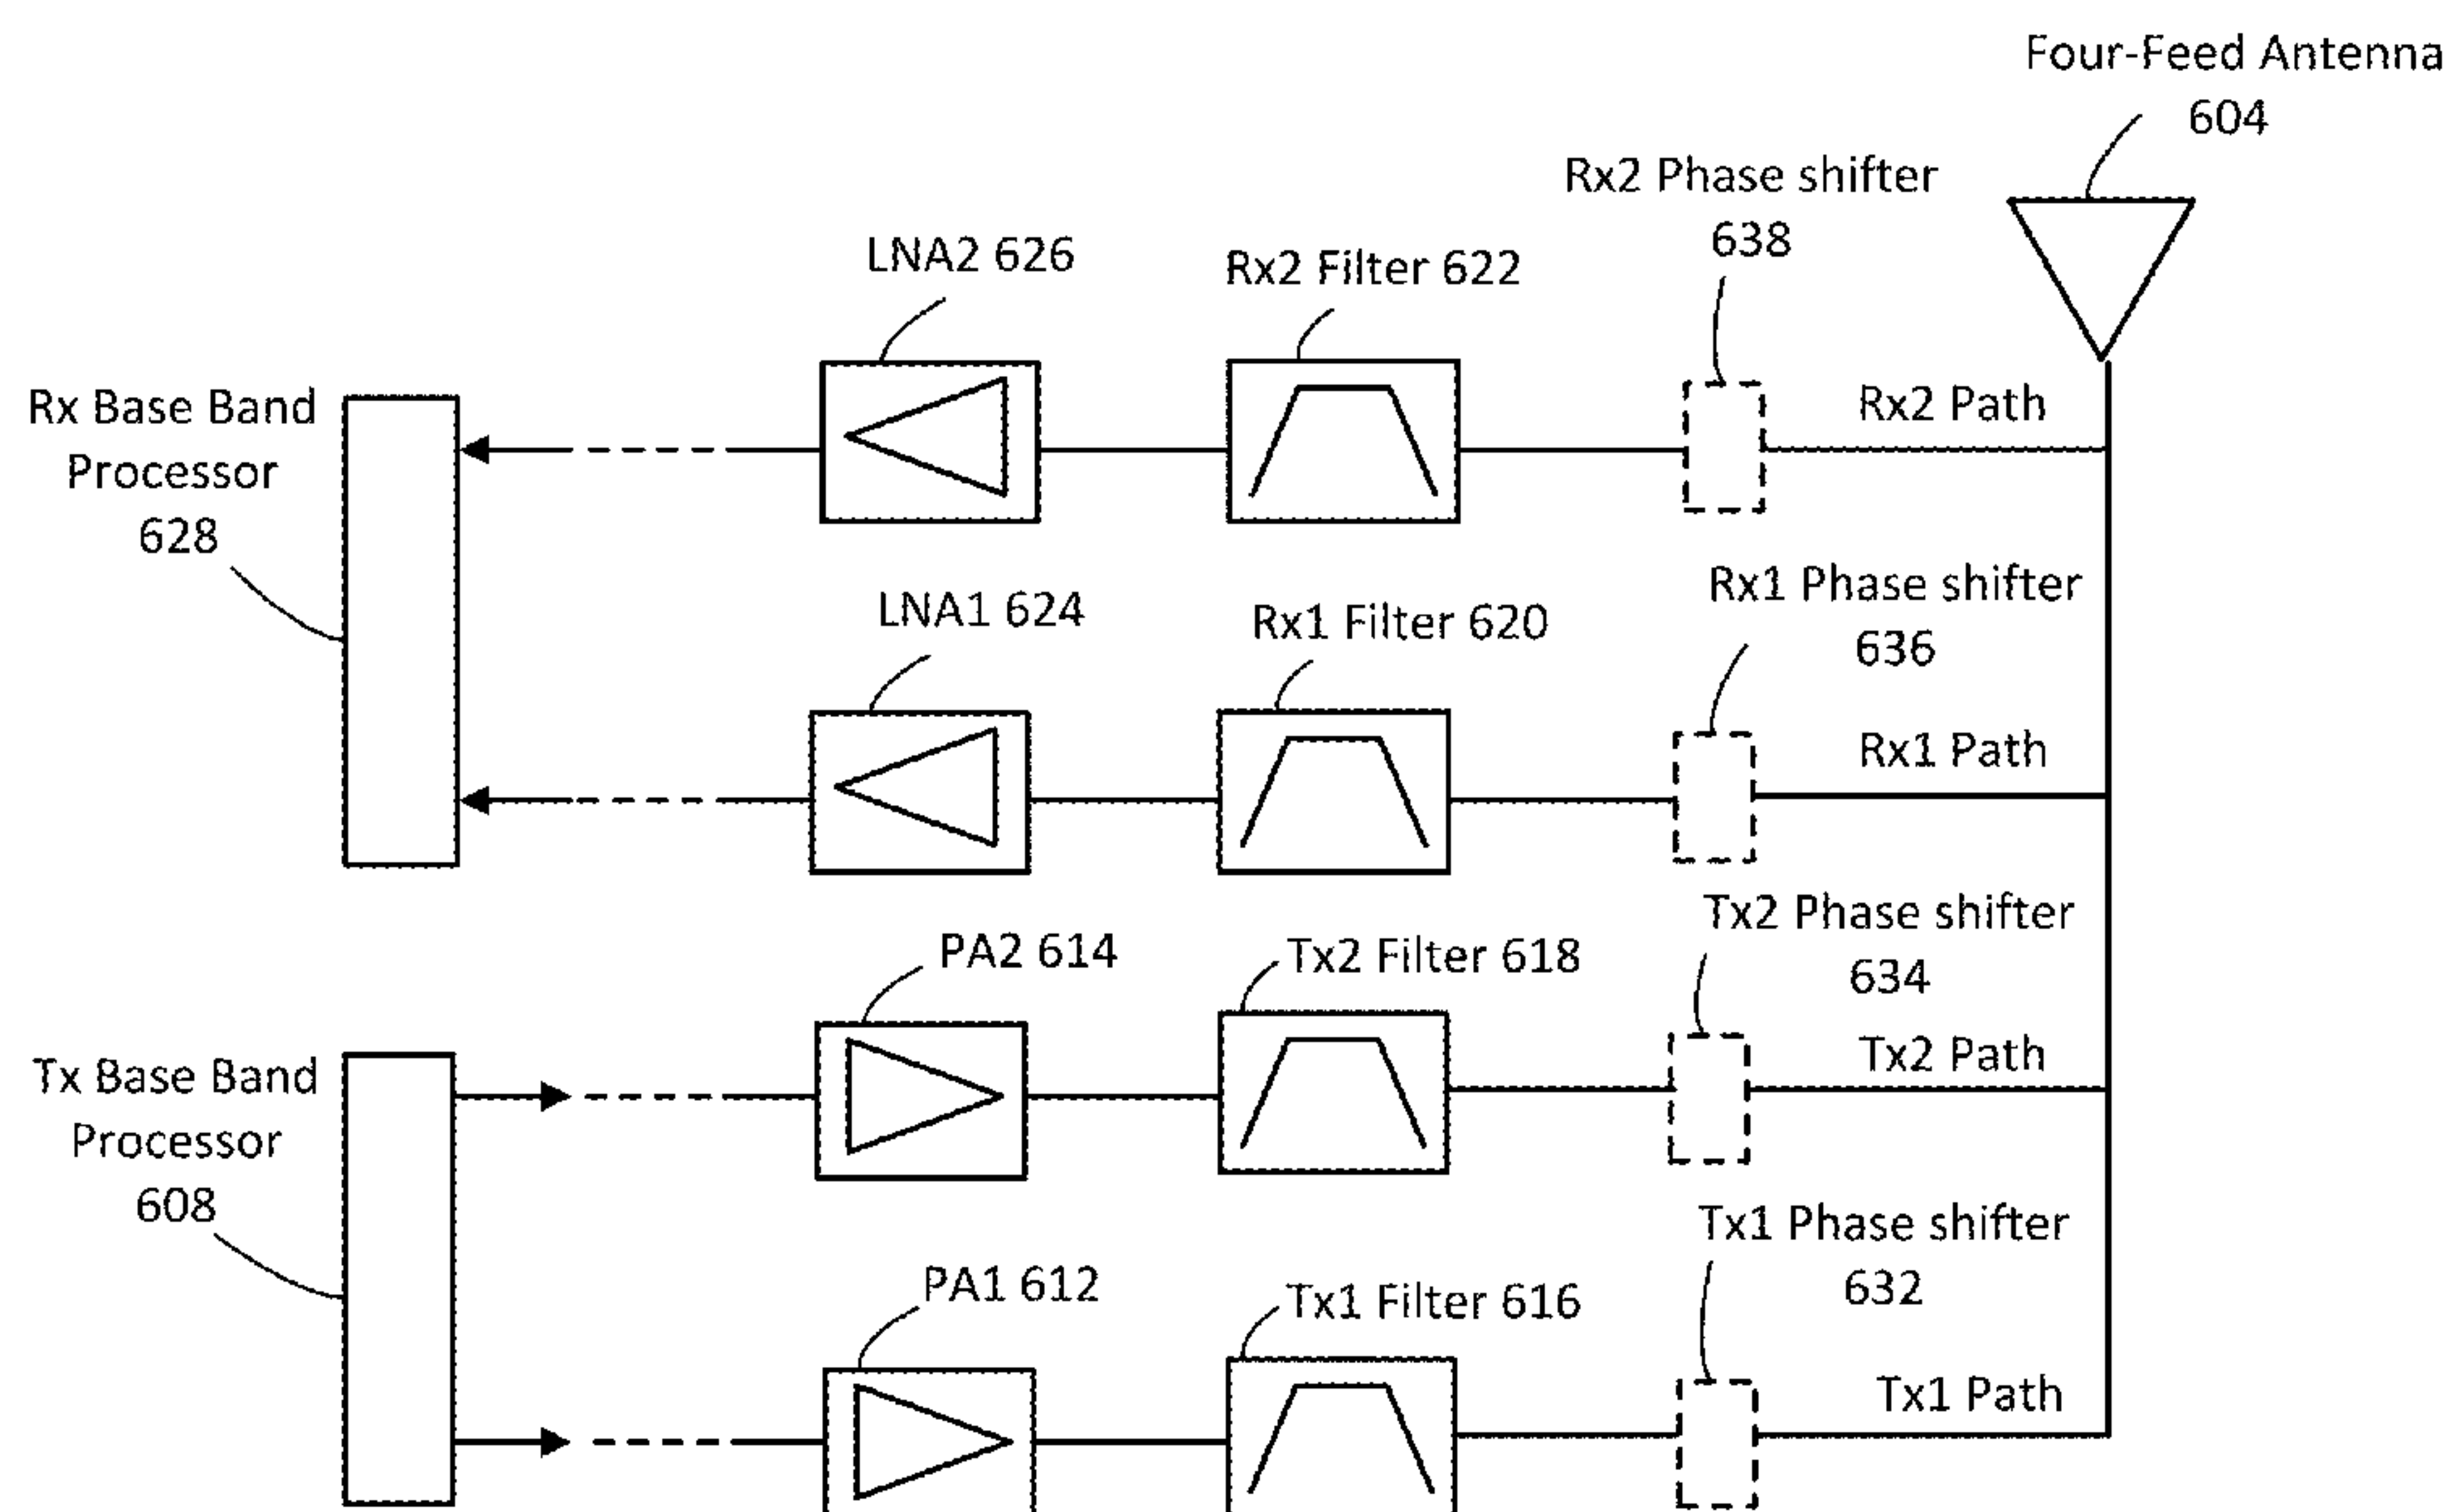 Four-Feed Antenna
604
Rx2 Phase shifter
638
LNA2 626
Rx2 Filter 622
Rx2 Path
Rx Base Band
Processor
628
Rx1 Phase shifter
636
LNA1 624
Rx1 Filter 620
Rx1 Path
Tx2 Phase shifter
634
PA2 614
Tx2 Filter 618
Tx2 Path
Tx Base Band
Processor
608
Tx1 Phase shifter
632
PA1 612
Tx1 Filter 616
Tx1 Path